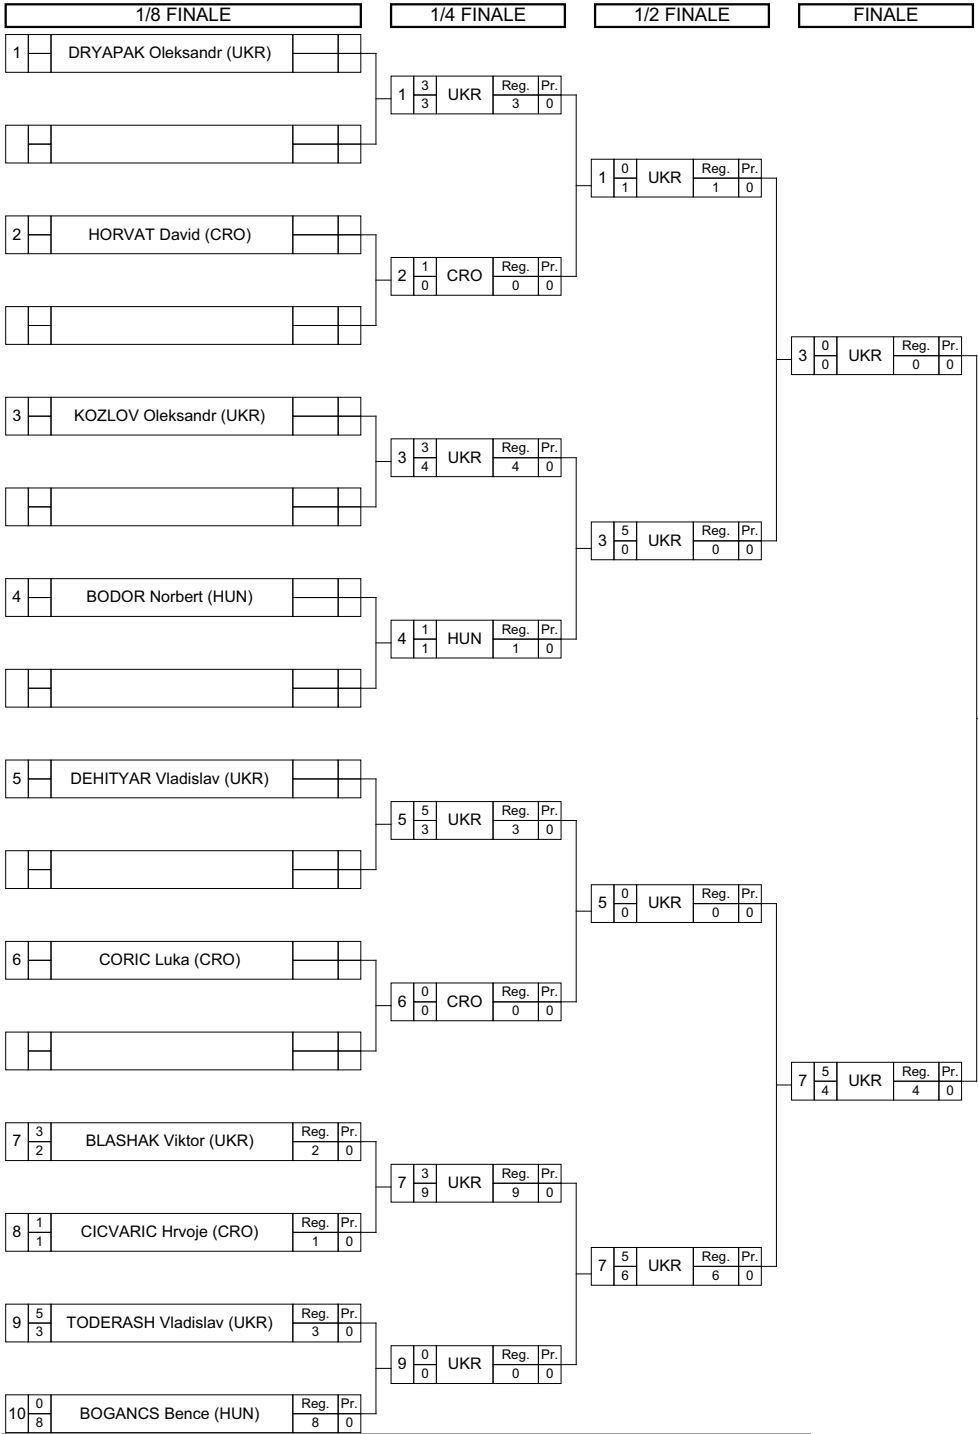 1/8 FINALE 1/4 FINALE 1/2 FINALE FINALE
1 DRYAPAK Oleksandr (UKR)
1 3 3 UKR Reg. 3 Pr. 0
1 0 1 UKR Reg. 1 Pr. 0
2 HORVAT David (CRO)
2 1 0 CRO Reg. 0 Pr. 0
3 0 0 UKR Reg. 0 Pr. 0
3 KOZLOV Oleksandr (UKR)
3 3 4 UKR Reg. 4 Pr. 0
3 5 0 UKR Reg. 0 Pr. 0
4 BODOR Norbert (HUN)
4 1 1 HUN Reg. 1 Pr. 0
5 DEHITYAR Vladislav (UKR)
5 5 3 UKR Reg. 3 Pr. 0
5 0 0 UKR Reg. 0 Pr. 0
6 CORIC Luka (CRO)
6 0 0 CRO Reg. 0 Pr. 0
7 5 4 UKR Reg. 4 Pr. 0
7 3 2 BLASHAK Viktor (UKR) Reg. 2 Pr. 0
7 3 9 UKR Reg. 9 Pr. 0
8 1 1 CICVARIC Hrvoje (CRO) Reg. 1 Pr. 0
7 5 6 UKR Reg. 6 Pr. 0
9 5 3 TODERASH Vladislav (UKR) Reg. 3 Pr. 0
9 0 0 UKR Reg. 0 Pr. 0
10 0 8 BOGANCS Bence (HUN) Reg. 8 Pr. 0